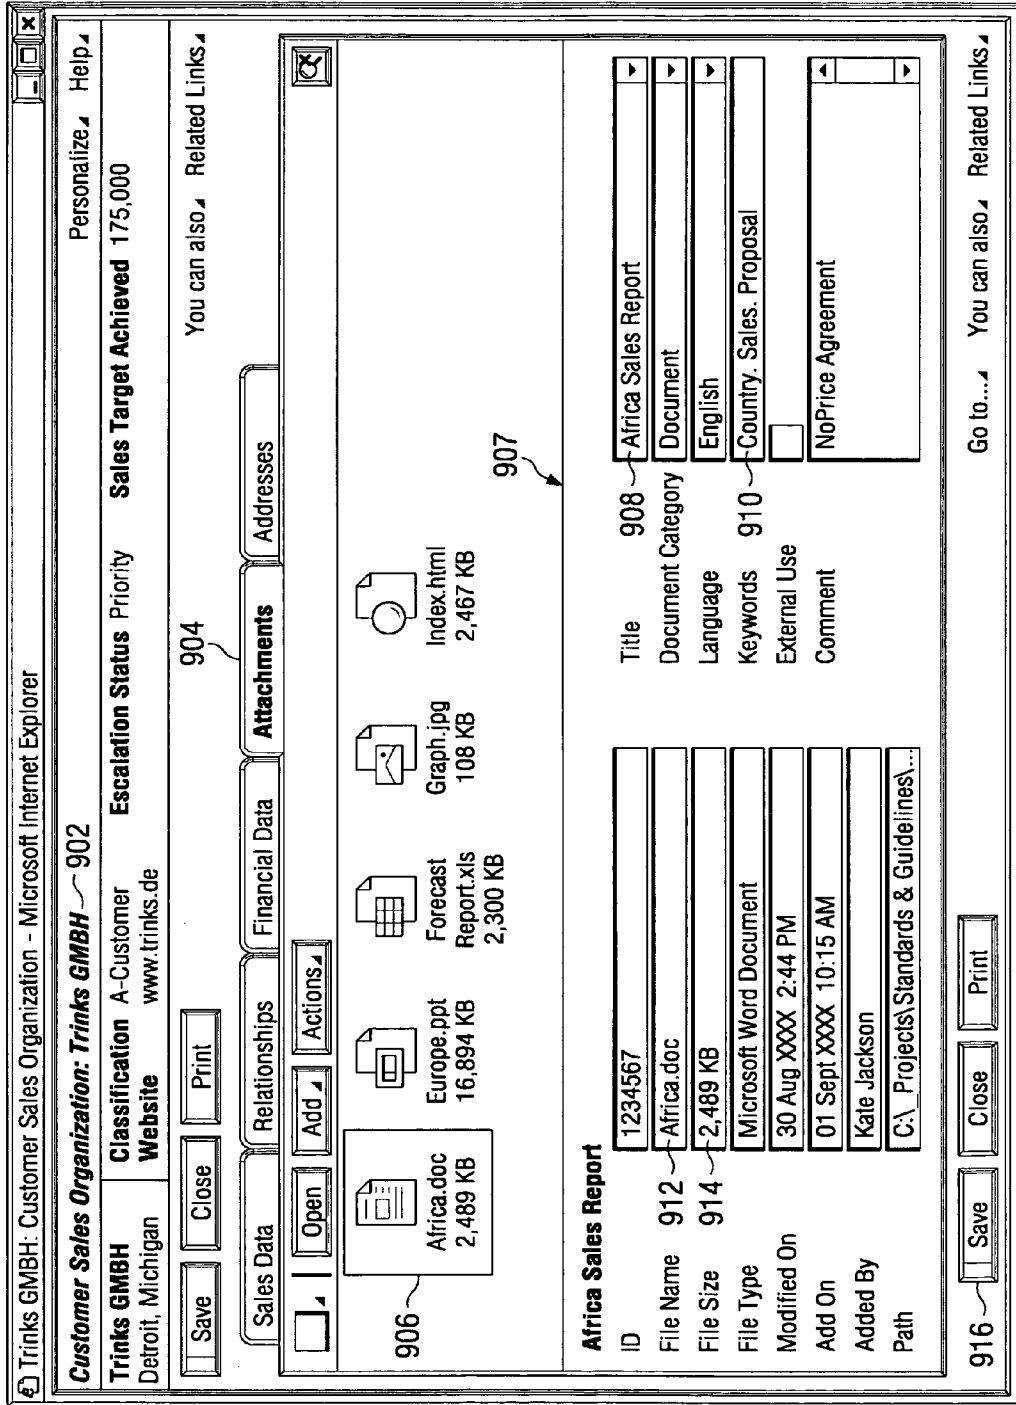 Trinks GMBH: Customer Sales Organization - Microsoft Internet Explorer
Customer Sales Organization: Trinks GMBH 902
Personalize Help
Trinks GMBH Classification A-Customer Escalation Status Priority Sales Target Achieved 175,000
Detroit, Michigan Website www.trinks.de
Save Close Print
904
You can also Related Links
Sales Data Relationships Financial Data Attachments Addresses
Open Add Actions
906
Africa.doc
2,489 KB
Europe.ppt
16,894 KB
Forecast
Report.xls
2,300 KB
Graph.jpg
108 KB
Index.html
2,467 KB
907
Africa Sales Report
ID 1234567
File Name 912 Africa.doc
File Size 914 2,489 KB
File Type Microsoft Word Document
Modified On 30 Aug XXXX 2:44 PM
Add On 01 Sept XXXX 10:15 AM
Added By Kate Jackson
Path C:\_Projects\Standards & Guidelines\...
Title 908 Africa Sales Report
Document Category Document
Language English
Keywords 910 Country. Sales. Proposal
External Use
Comment NoPrice Agreement
916 Save Close Print
Go to... You can also Related Links